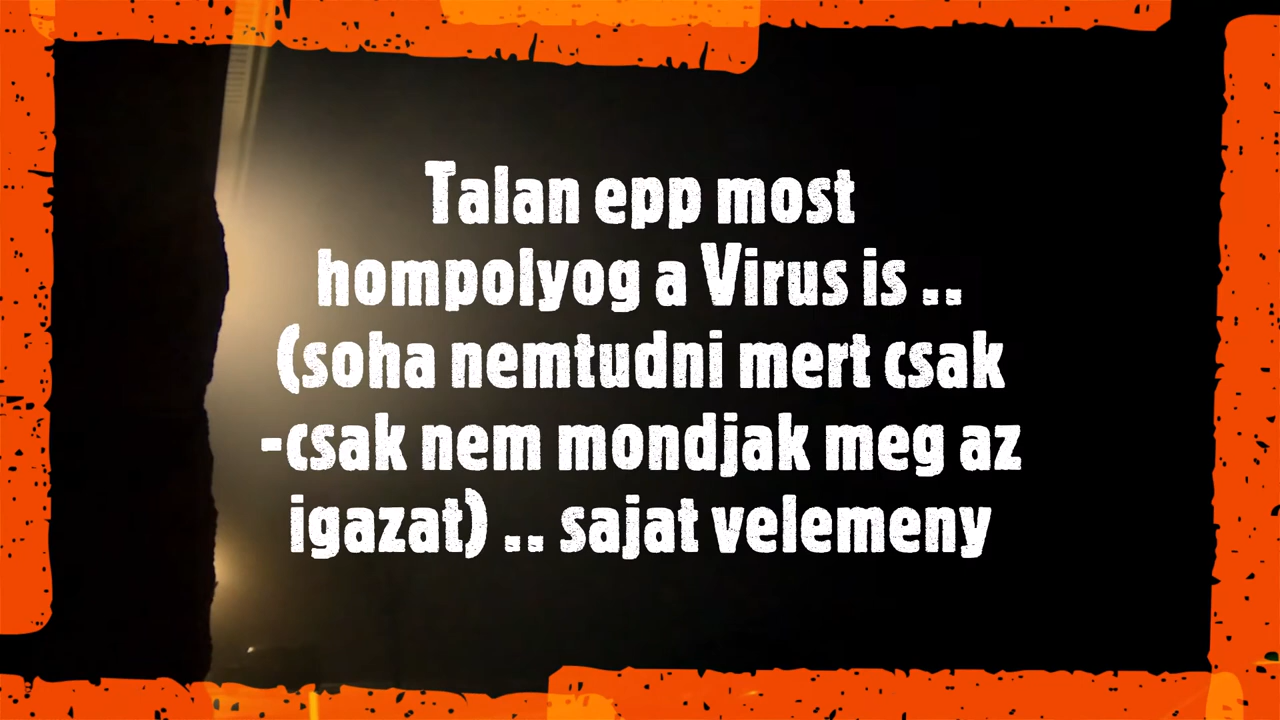 Talan epp most
hompolyog a Virus is ..
(soha nemtudni mert csak
-csak nem mondjak meg az
igazat) .. sajat velemeny